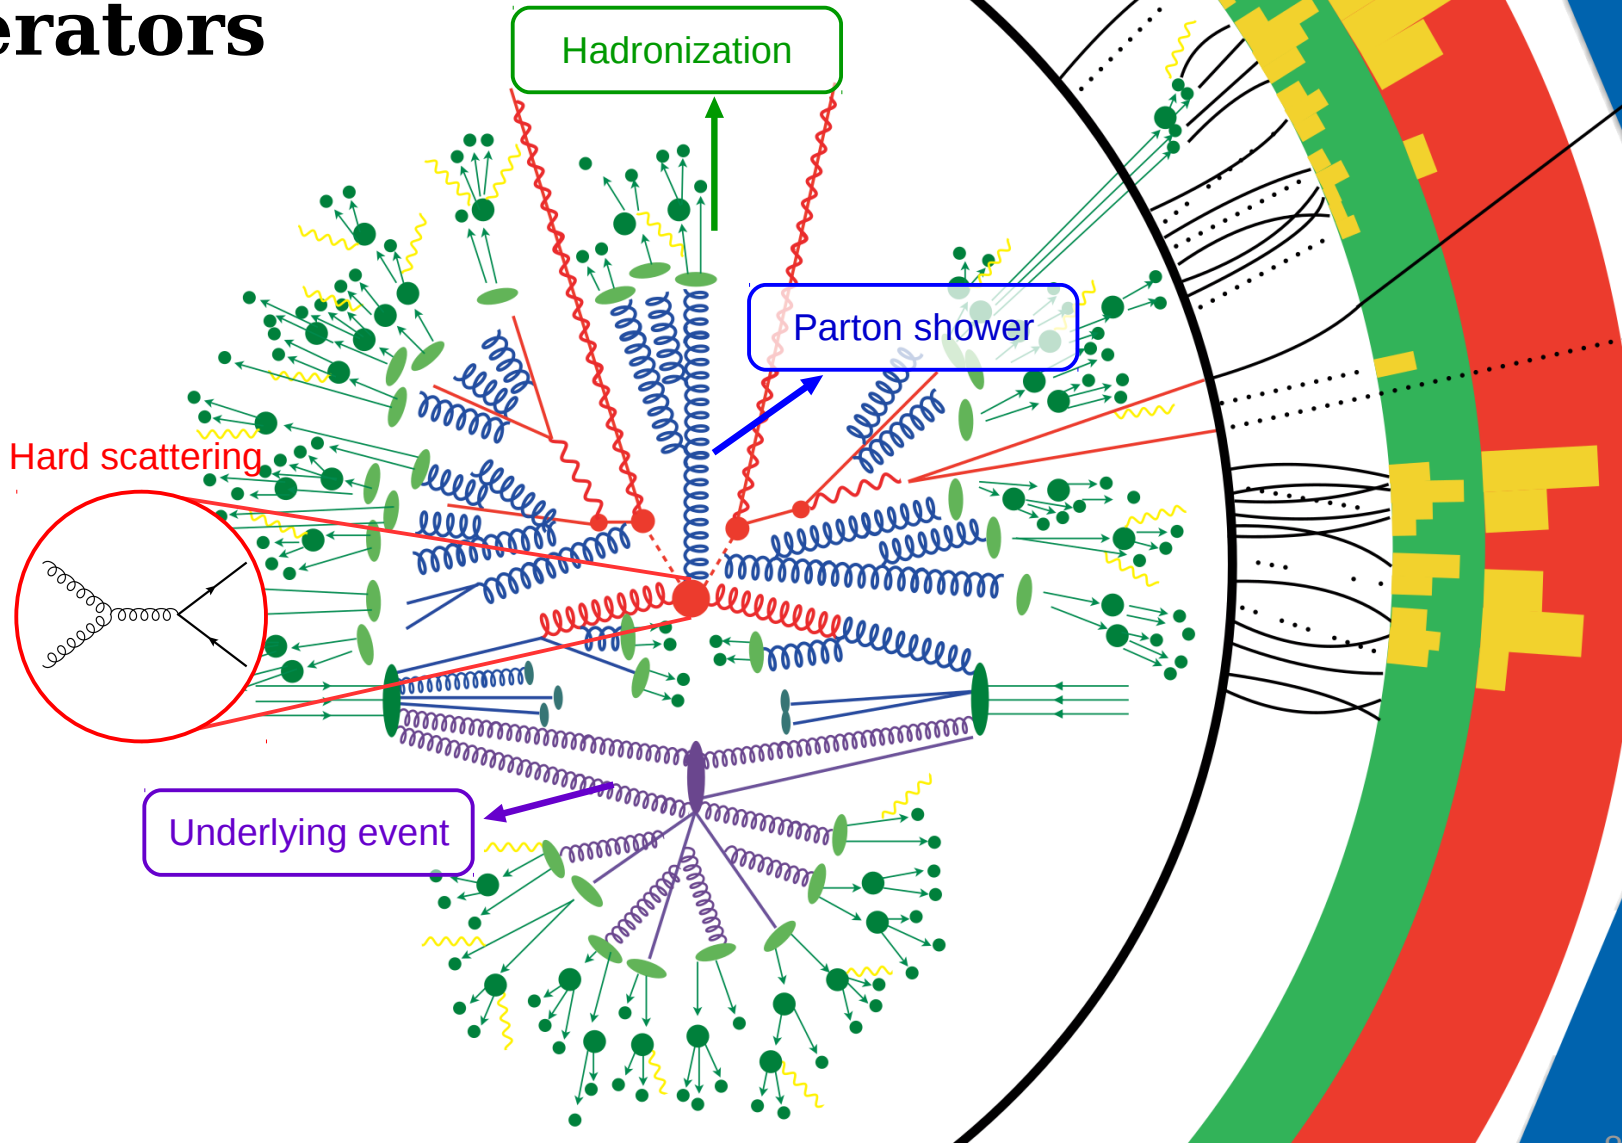 erators
Hadronization
Parton shower
Hard scattering
Underlying event